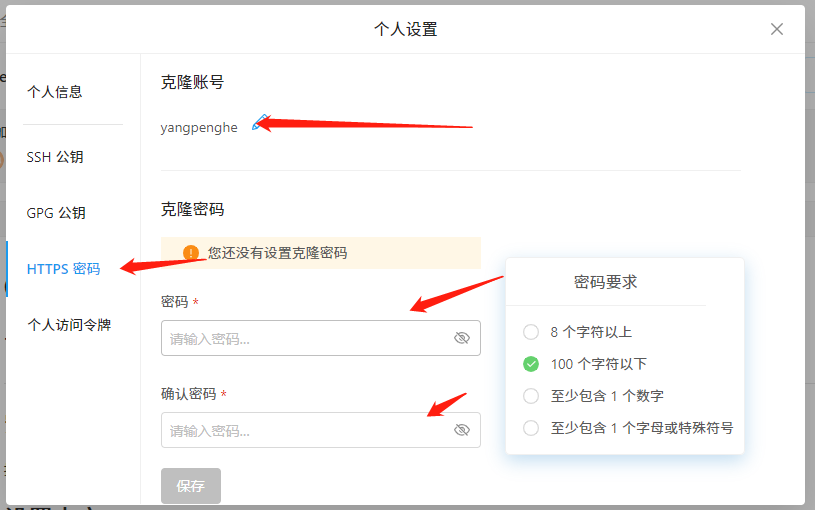 个人设置
个人信息
SSH 公钥
GPG 公钥
HTTPS 密码
个人访问令牌
克隆账号
yangpenghe
克隆密码
您还没有设置克隆密码
密码 *
请输入密码...
确认密码 *
请输入密码...
保存
密码要求
8 个字符以上
100 个字符以下
至少包含 1 个数字
至少包含 1 个字母或特殊符号